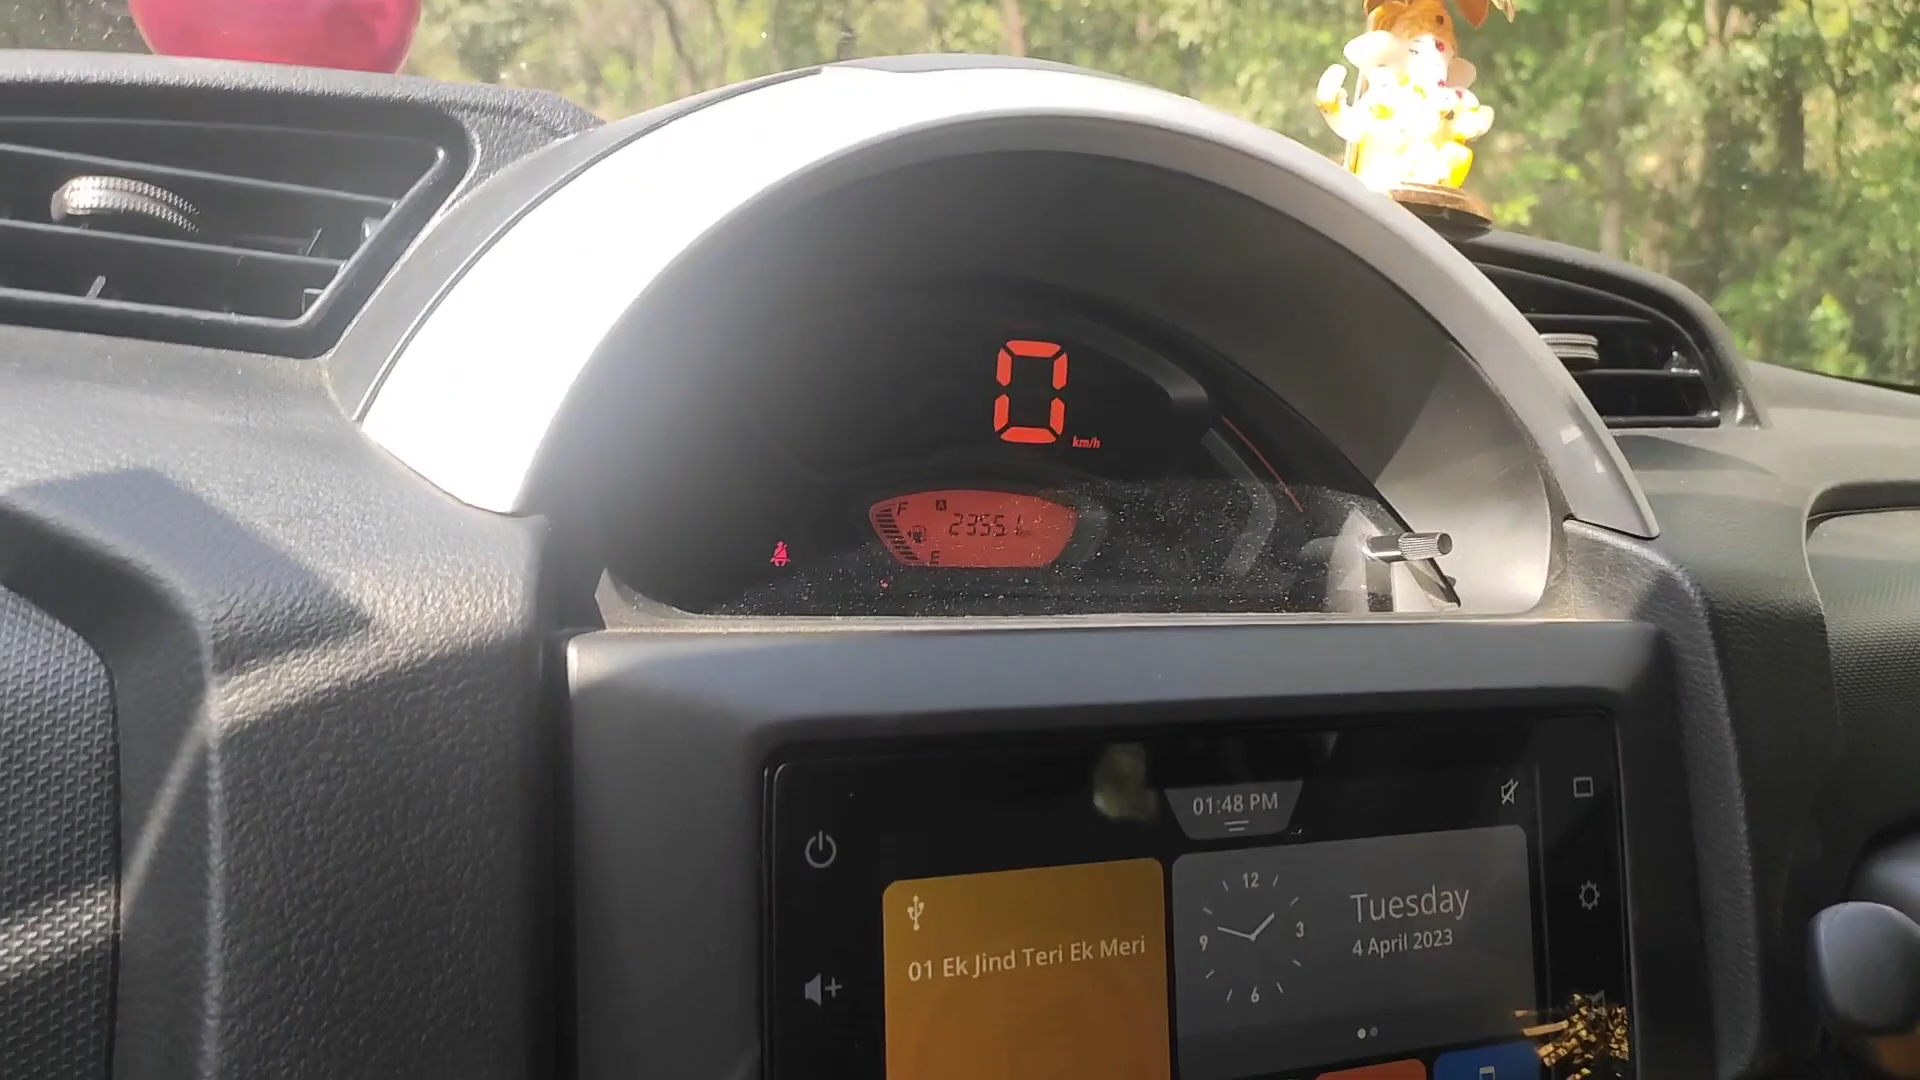 0
km/h
F
A
2355.1
E
01:48 PM
01 Ek Jind Teri Ek Meri
12
3
6
9
Tuesday
4 April 2023